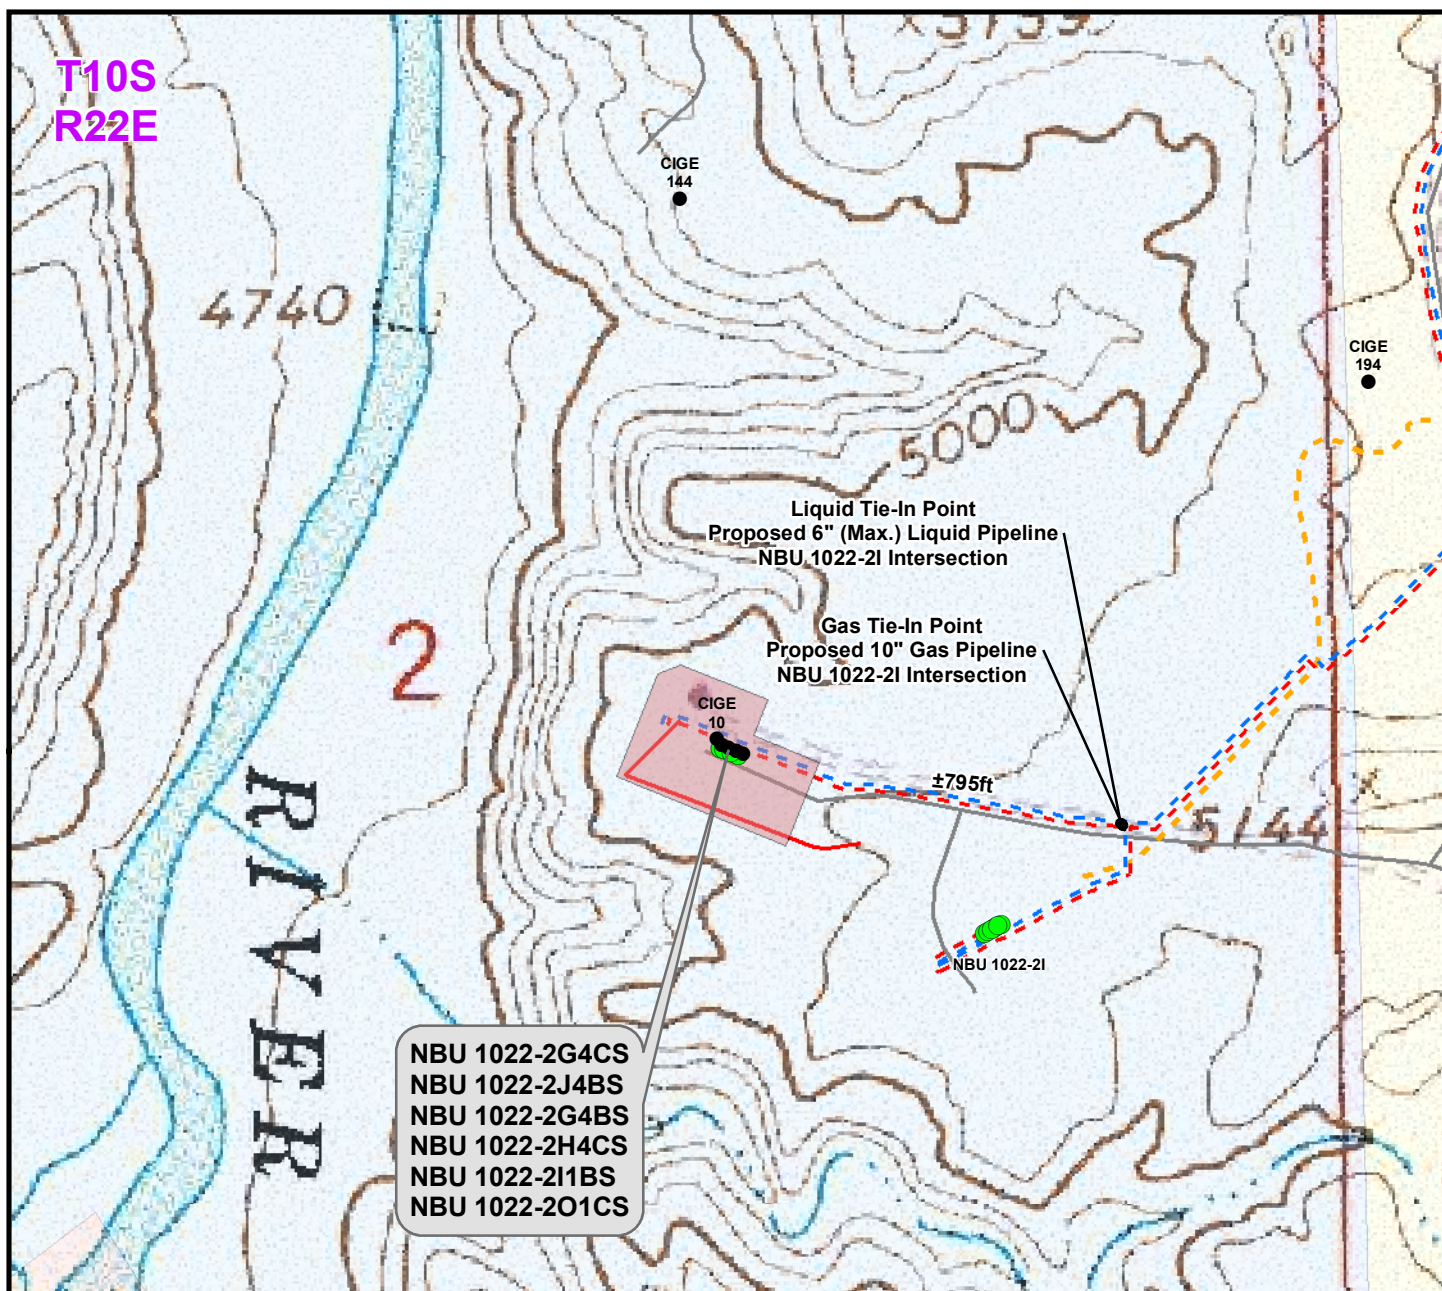 T10S
R22E
CIGE
144
4740
CIGE
194
5000
Liquid Tie-In Point
Proposed 6" (Max.) Liquid Pipeline
NBU 1022-2I Intersection
Gas Tie-In Point
Proposed 10" Gas Pipeline
NBU 1022-2I Intersection
2
CIGE
10
±795ft
5144
RIVER
NBU 1022-2I
NBU 1022-2G4CS
NBU 1022-2J4BS
NBU 1022-2G4BS
NBU 1022-2H4CS
NBU 1022-2I1BS
NBU 1022-2O1CS